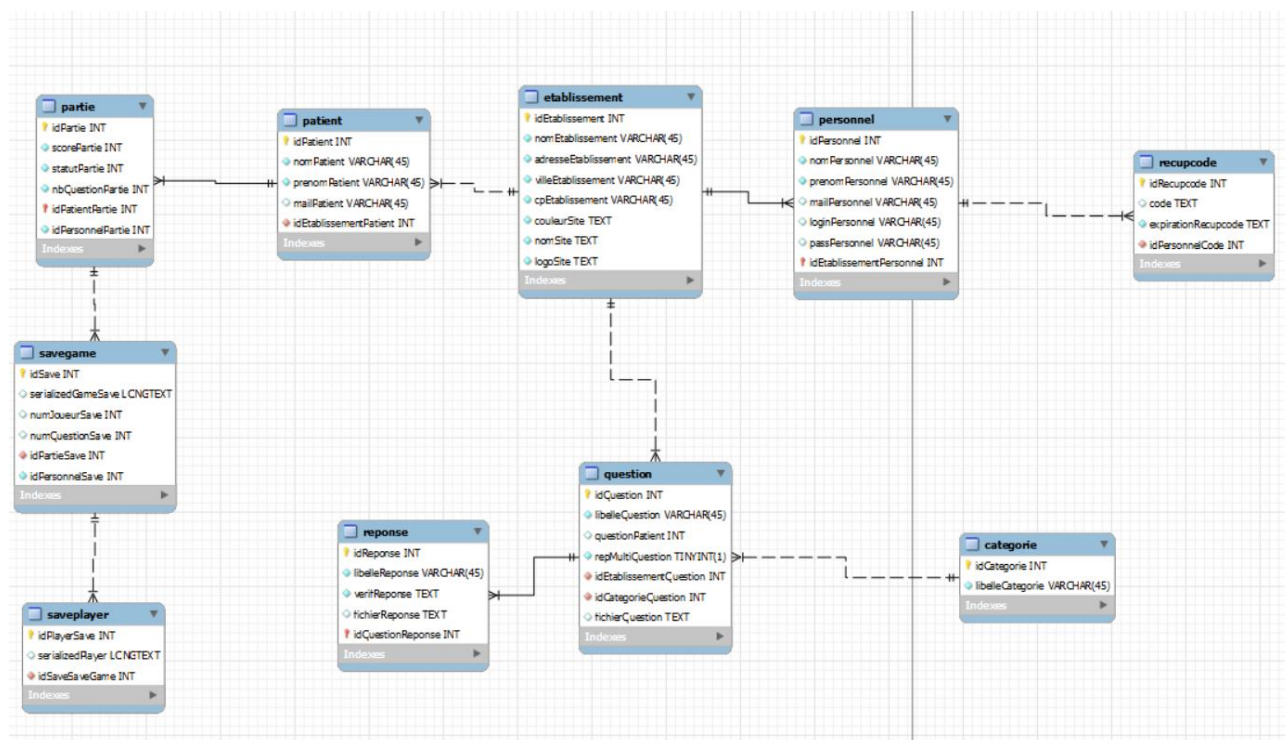 partie
idPartie INT
scorePartie INT
statutPartie INT
nbQuestionPartie INT
idPatientPartie INT
idPersonnelPartie INT
Indexes
patient
idPatient INT
nomPatient VARCHAR(45)
prenomPatient VARCHAR(45)
mailPatient VARCHAR(45)
idEtablissementPatient INT
Indexes
etablissement
idEtablissement INT
nomEtablissement VARCHAR(45)
adresseEtablissement VARCHAR(45)
villeEtablissement VARCHAR(45)
cpEtablissement VARCHAR(45)
couleurSite TEXT
nomSite TEXT
logoSite TEXT
Indexes
personnel
idPersonnel INT
nomPersonnel VARCHAR(45)
prenomPersonnel VARCHAR(45)
mailPersonnel VARCHAR(45)
loginPersonnel VARCHAR(45)
passPersonnel VARCHAR(45)
idEtablissementPersonnel INT
Indexes
recupcode
idRecupcode INT
code TEXT
expirationRecupcode TEXT
idPersonnelCode INT
Indexes
savegame
idSave INT
serializedGameSave LONGTEXT
numJoueurSave INT
numQuestionSave INT
idPartieSave INT
idPersonnelSave INT
Indexes
question
idQuestion INT
libelleQuestion VARCHAR(45)
questionPatient INT
repMultiQuestion TINYINT(1)
idEtablissementQuestion INT
idCategorieQuestion INT
fichierQuestion TEXT
Indexes
reponse
idReponse INT
libelleReponse VARCHAR(45)
verifReponse TEXT
fichierReponse TEXT
idQuestionReponse INT
Indexes
categorie
idCategorie INT
libelleCategorie VARCHAR(45)
Indexes
saveplayer
idPlayerSave INT
serializedPlayer LONGTEXT
idSaveSaveGame INT
Indexes